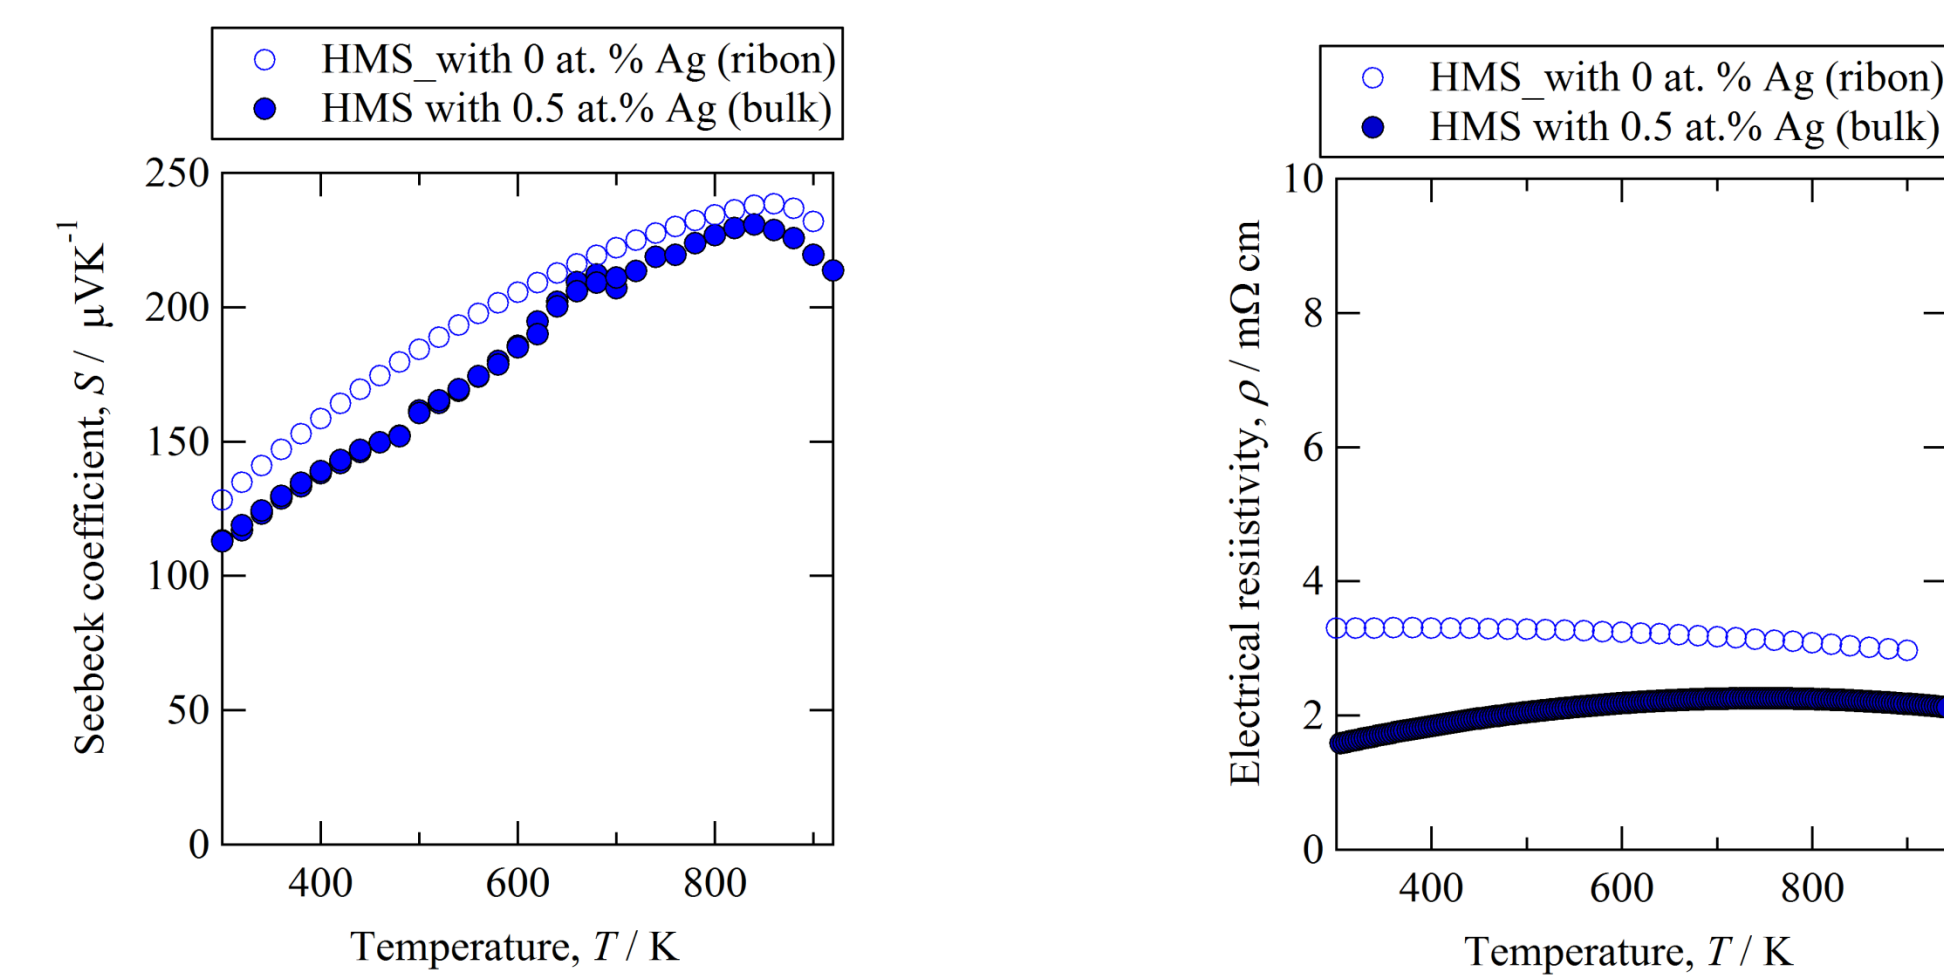 HMS_with 0 at. % Ag (ribon)
HMS with 0.5 at.% Ag (bulk)
250
200
150
100
50
0
Seebeck coefficient, S / μVK⁻¹
400 600 800
Temperature, T / K
HMS_with 0 at. % Ag (ribon)
HMS with 0.5 at.% Ag (bulk)
10
8
6
4
2
0
Electrical resiistivity, ρ / mΩ cm
400 600 800
Temperature, T / K